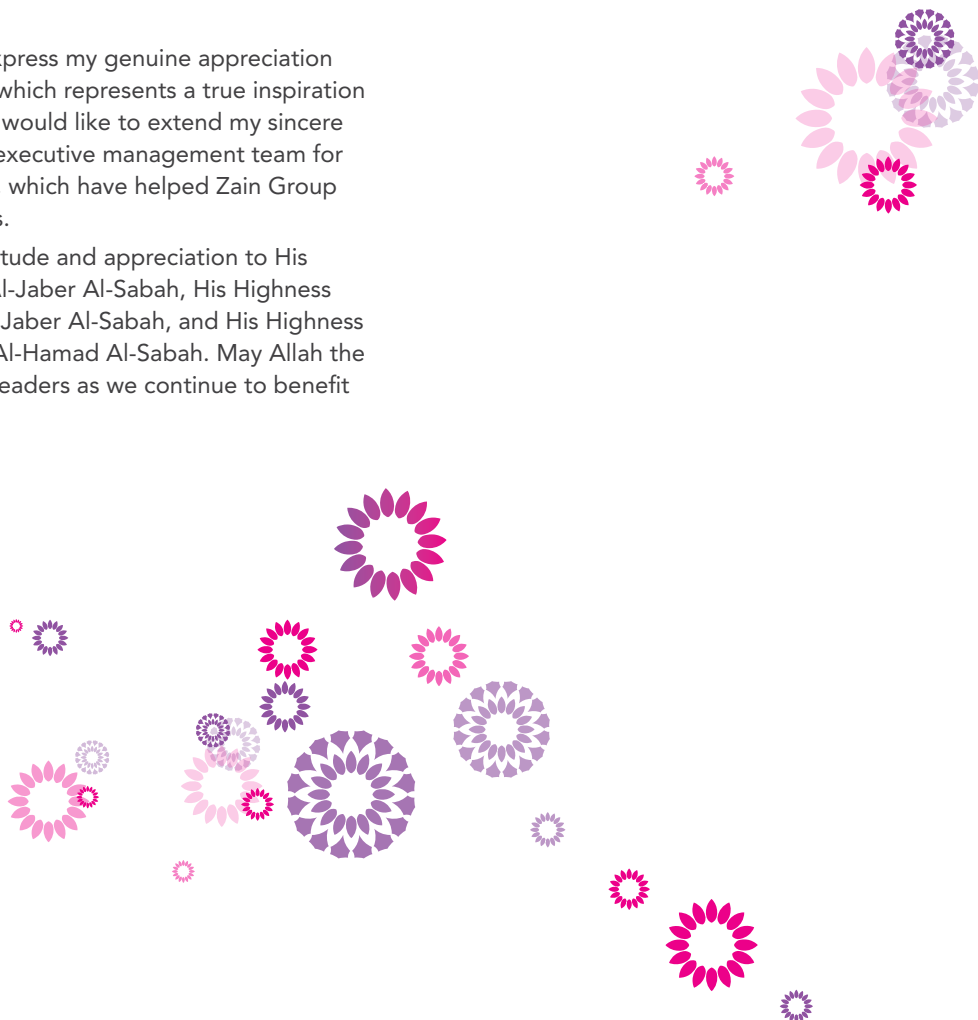 xpress my genuine appreciation
which represents a true inspiration
would like to extend my sincere
executive management team for
which have helped Zain Group
s.
itude and appreciation to His
Al-Jaber Al-Sabah, His Highness
Jaber Al-Sabah, and His Highness
Al-Hamad Al-Sabah. May Allah the
leaders as we continue to benefit